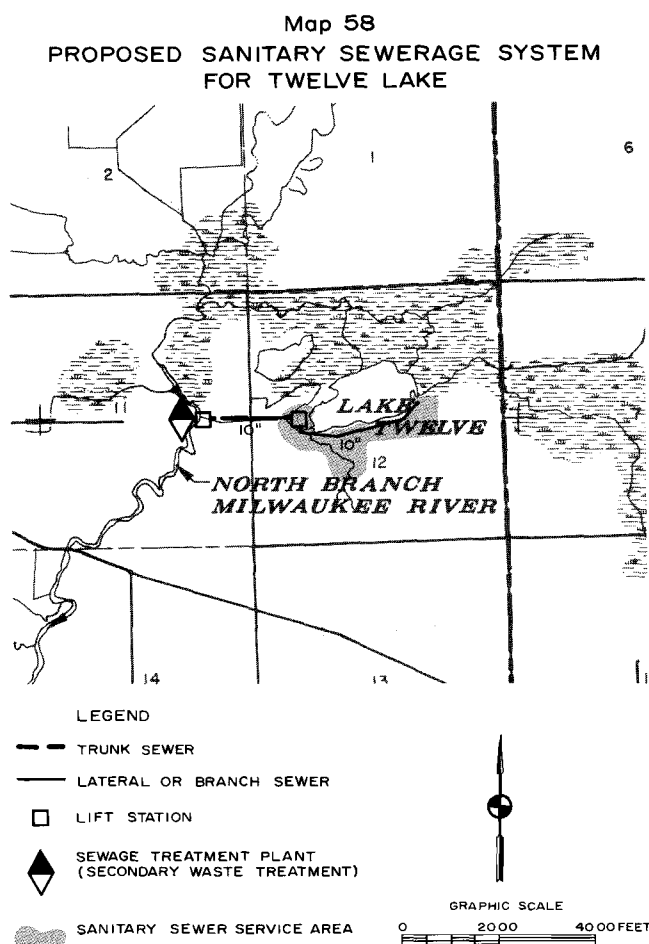 Map 58
PROPOSED SANITARY SEWERAGE SYSTEM
FOR TWELVE LAKE
1
6
2
11
LAKE
TWELVE
7
10"
10"
12
NORTH BRANCH
MILWAUKEE RIVER
14
13
LEGEND
TRUNK SEWER
LATERAL OR BRANCH SEWER
LIFT STATION
SEWAGE TREATMENT PLANT
(SECONDARY WASTE TREATMENT)
SANITARY SEWER SERVICE AREA
GRAPHIC SCALE
0 2000 4000 FEET